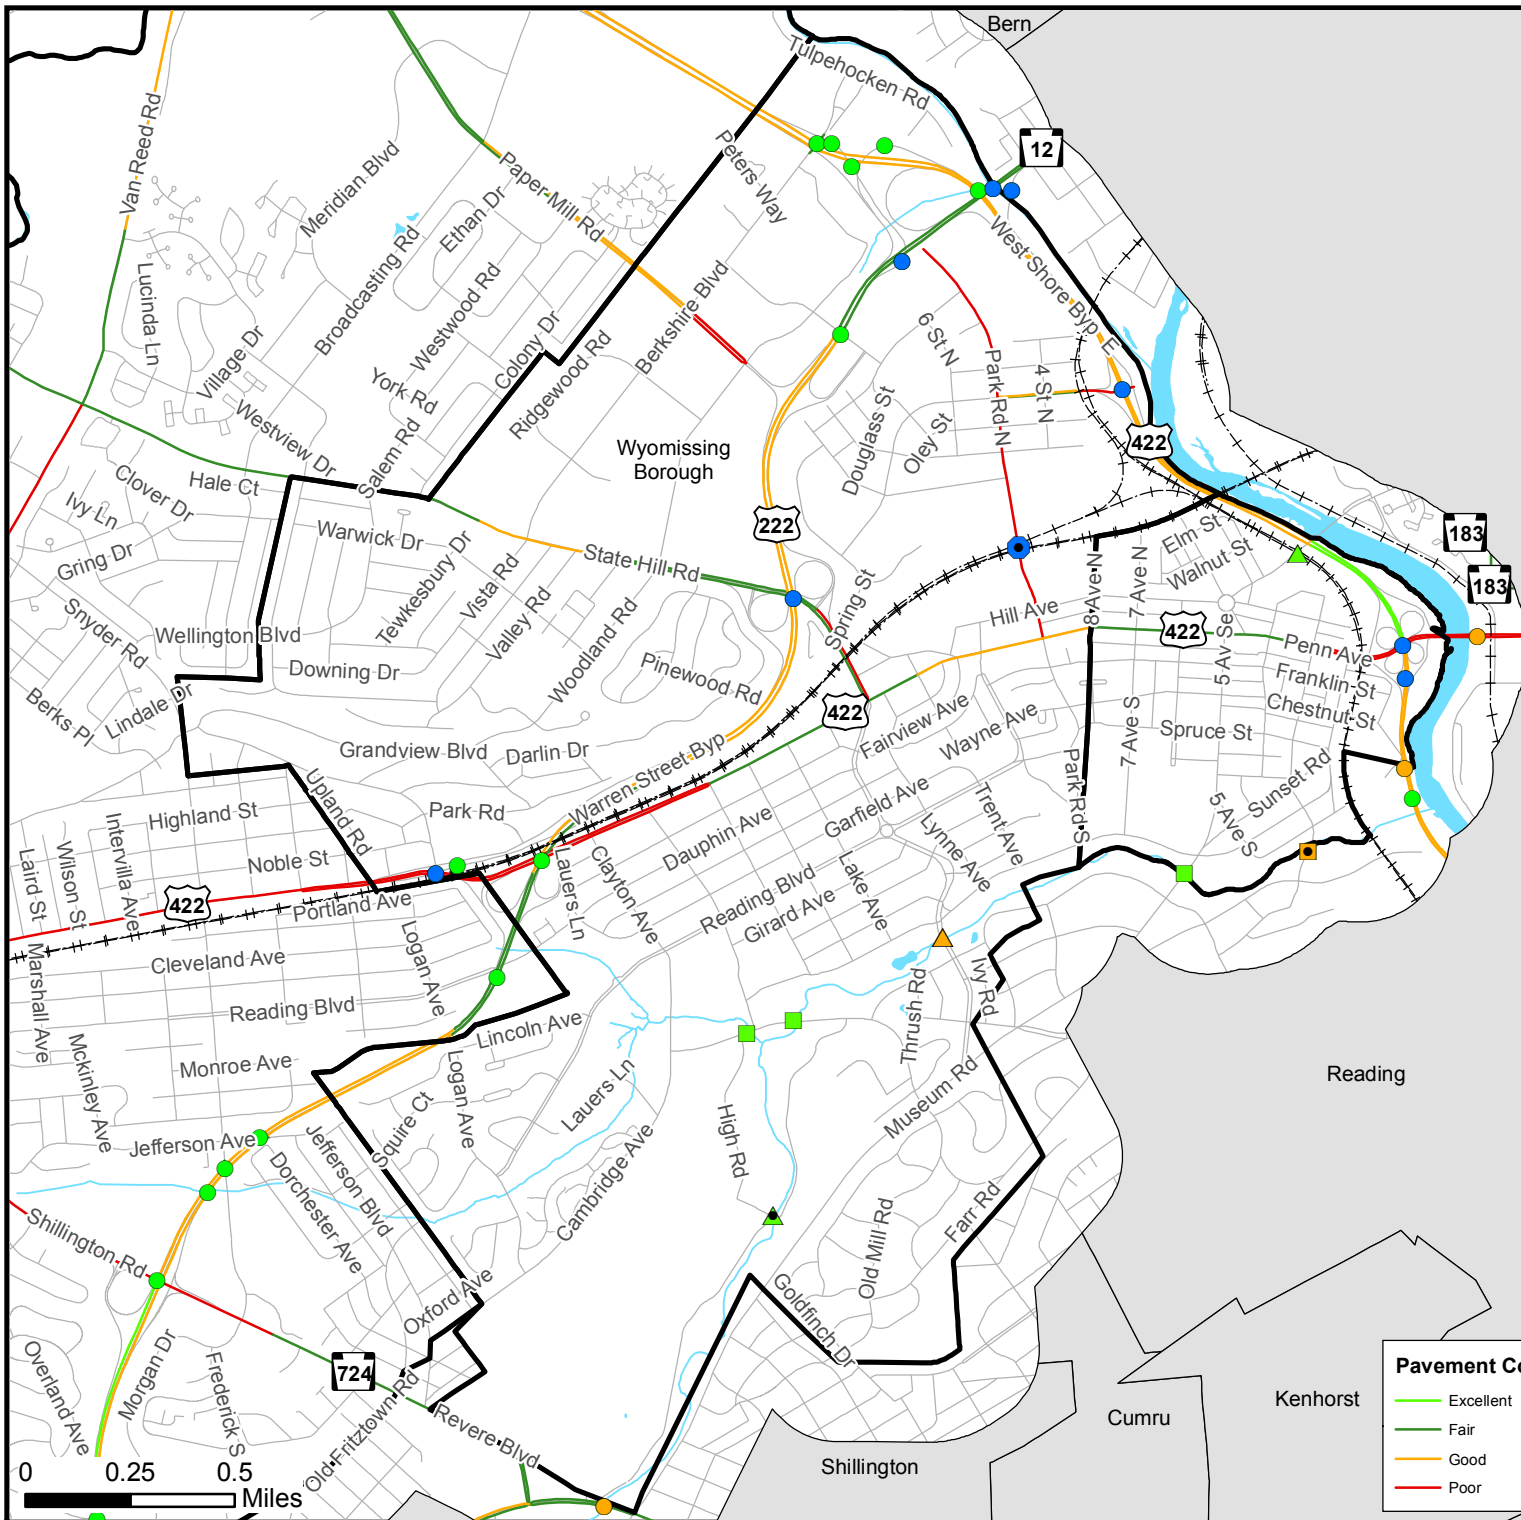 Bern
Tulpehocken Rd
12
Van Reed Rd
Meridian Blvd
Paper Mill Rd
Peters Way
Ethan Dr
Broadcasting Rd
Westwood Rd
West Shore Byp E
Lucinda Ln
Village Dr
Colony Dr
Berkshire Blvd
Ridgewood Rd
6 St N
Park Rd N
4 St N
York Rd
Douglass St
Oley St
422
Westview Dr
Salem Rd
Wyomissing
Borough
Hale Ct
Clover Dr
Ivy Ln
Gring Dr
Warwick Dr
222
183
183
Elm St
Walnut St
Tewkesbury Dr
Vista Rd
State Hill Rd
Valley Rd
Woodland Rd
Spring St
Hill Ave
8 Ave N
7 Ave N
422
5 Av Se
Penn Ave
Snyder Rd
Wellington Blvd
Downing Dr
Pinewood Rd
Franklin St
Chestnut St
Berks Pl
Lindale Dr
422
Fairview Ave
Wayne Ave
7 Ave S
Spruce St
Grandview Blvd
Darlin Dr
Warren Street Byp
Park Rd S
Sunset Rd
5 Ave S
Upland Rd
Park Rd
Highland St
Garfield Ave
Trent Ave
Lynne Ave
Dauphin Ave
Noble St
Intervilla Ave
Wilson St
Laird St
422
Portland Ave
Lauers Ln
Clayton Ave
Reading Blvd
Girard Ave
Lake Ave
Logan Ave
Cleveland Ave
Marshall Ave
Reading Blvd
Ivy Rd
Thrush Rd
Lincoln Ave
Monroe Ave
Mckinley Ave
Logan Ave
Lauers Ln
Museum Rd
Reading
Squire Ct
High Rd
Jefferson Ave
Jefferson Blvd
Dorchester Ave
Cambridge Ave
Old Mill Rd
Farr Rd
Shillington Rd
Oxford Ave
Goldfinch Dr
Overland Ave
Morgan Dr
Frederick S
724
Old Fritztown Rd
Revere Blvd
Shillington
Cumru
Kenhorst
0 0.25 0.5
Miles
Pavement Co
Excellent
Fair
Good
Poor